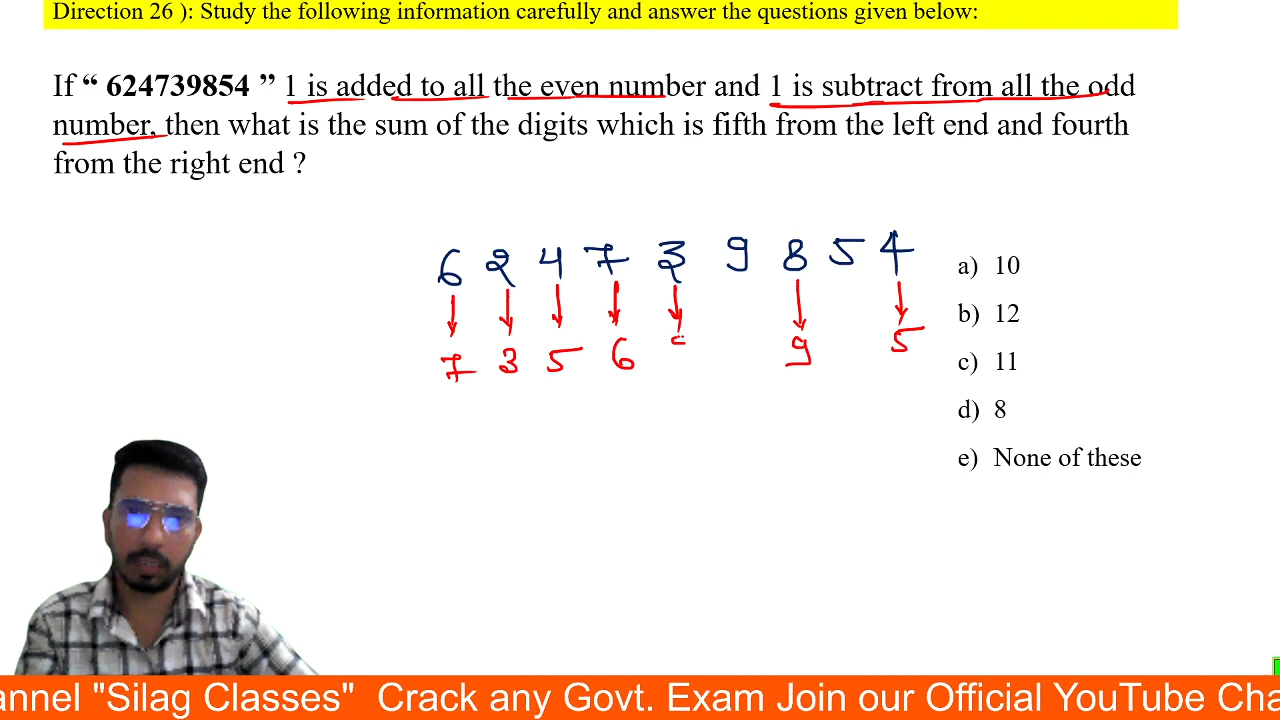 Direction 26 ): Study the following information carefully and answer the questions given below:
If “ 624739854 ” 1 is added to all the even number and 1 is subtract from all the odd
number, then what is the sum of the digits which is fifth from the left end and fourth
from the right end ?
6 2 4 7 3 9 8 5 4
7 3 5 6 9 5
a) 10
b) 12
c) 11
d) 8
e) None of these
annel "Silag Classes" Crack any Govt. Exam Join our Official YouTube Cha